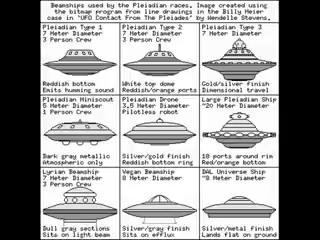 Beamships used by the Pleiadian races. Image created using
the bitmap program from line drawings in the Billy Meier
case in 'UFO Contact From The Pleiades' by Wendelle Stevens.
Pleiadian Type 1
7 Meter Diameter
3 Person Crew
Reddish bottom
Emits humming sound
Pleiadian Type 2
7 Meter Diameter
3 Person Crew
White top dome
Reddish/orange ports
Pleiadian Type 3
7 Meter Diameter
Gold/silver finish
Dimensional travel
Pleiadian Miniscout
5 Meter Diameter
1 Person Crew
Dark gray metallic
Atmospheric only
Pleiadian Drone
3.5 Meter Diameter
Pilotless robot
Silver/gold finish
Reddish bottom ring
Large Pleiadian Ship
~20 Meter Diameter
18 ports around rim
Red/orange bottom
Lyrian Beamship
7 Meter Diameter
3 Person Crew
Dull gray sections
Sits on light beam
Vegan Beamship
8 Meter Diameter
Silver/gray finish
Sits on efflux
DAL Universe Ship
~8 Meter Diameter
Silver/metal finish
Lands flat on ground